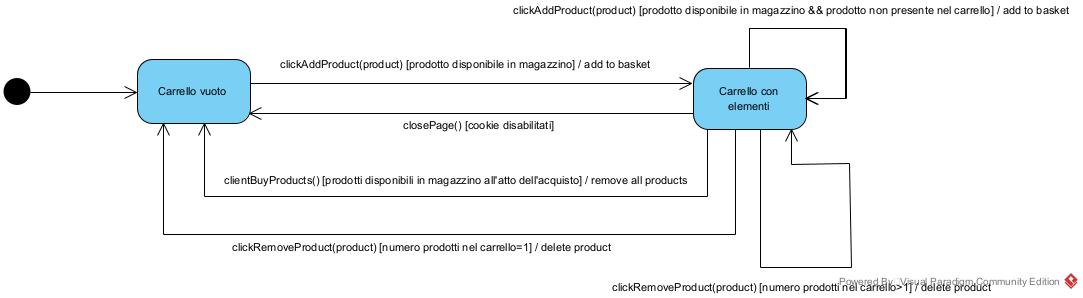 clickAddProduct(product) [prodotto disponibile in magazzino && prodotto non presente nel carrello] / add to basket
clickAddProduct(product) [prodotto disponibile in magazzino] / add to basket
Carrello vuoto
Carrello con
elementi
closePage() [cookie disabilitati]
clientBuyProducts() [prodotti disponibili in magazzino all'atto dell'acquisto] / remove all products
clickRemoveProduct(product) [numero prodotti nel carrello=1] / delete product
Powered By Visual Paradigm Community Edition
clickRemoveProduct(product) [numero prodotti nel carrello>1] / delete product